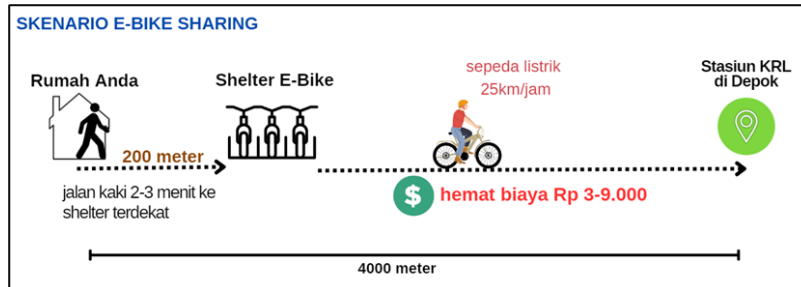 SKENARIO E-BIKE SHARING
Rumah Anda
Shelter E-Bike
sepeda listrik
25km/jam
Stasiun KRL
di Depok
200 meter
jalan kaki 2-3 menit ke
shelter terdekat
$
hemat biaya Rp 3-9.000
4000 meter